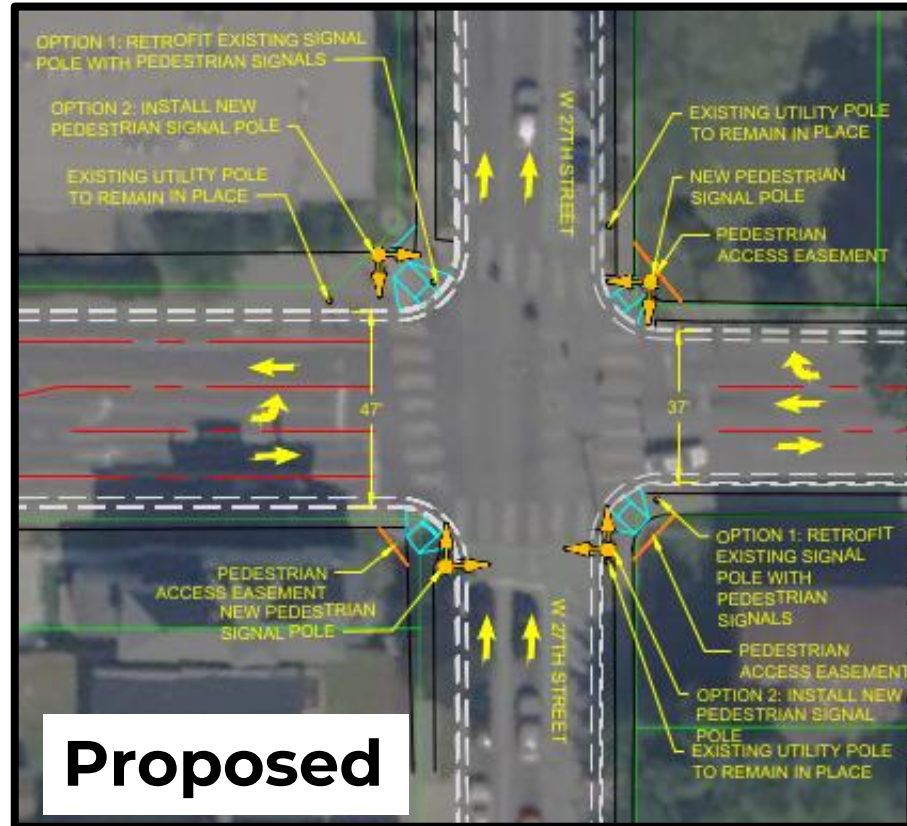 OPTION 1: RETROFIT EXISTING SIGNAL
POLE WITH PEDESTRIAN SIGNALS
OPTION 2: INSTALL NEW
PEDESTRIAN SIGNAL POLE
EXISTING UTILITY POLE
TO REMAIN IN PLACE
W 27TH STREET
EXISTING UTILITY POLE
TO REMAIN IN PLACE
NEW PEDESTRIAN
SIGNAL POLE
PEDESTRIAN
ACCESS EASEMENT
47'
37'
PEDESTRIAN
ACCESS EASEMENT
NEW PEDESTRIAN
SIGNAL POLE
W 27TH STREET
OPTION 1: RETROFIT
EXISTING SIGNAL
POLE WITH
PEDESTRIAN
SIGNALS
PEDESTRIAN
ACCESS EASEMENT
OPTION 2: INSTALL NEW
PEDESTRIAN SIGNAL
POLE
EXISTING UTILITY POLE
TO REMAIN IN PLACE
Proposed